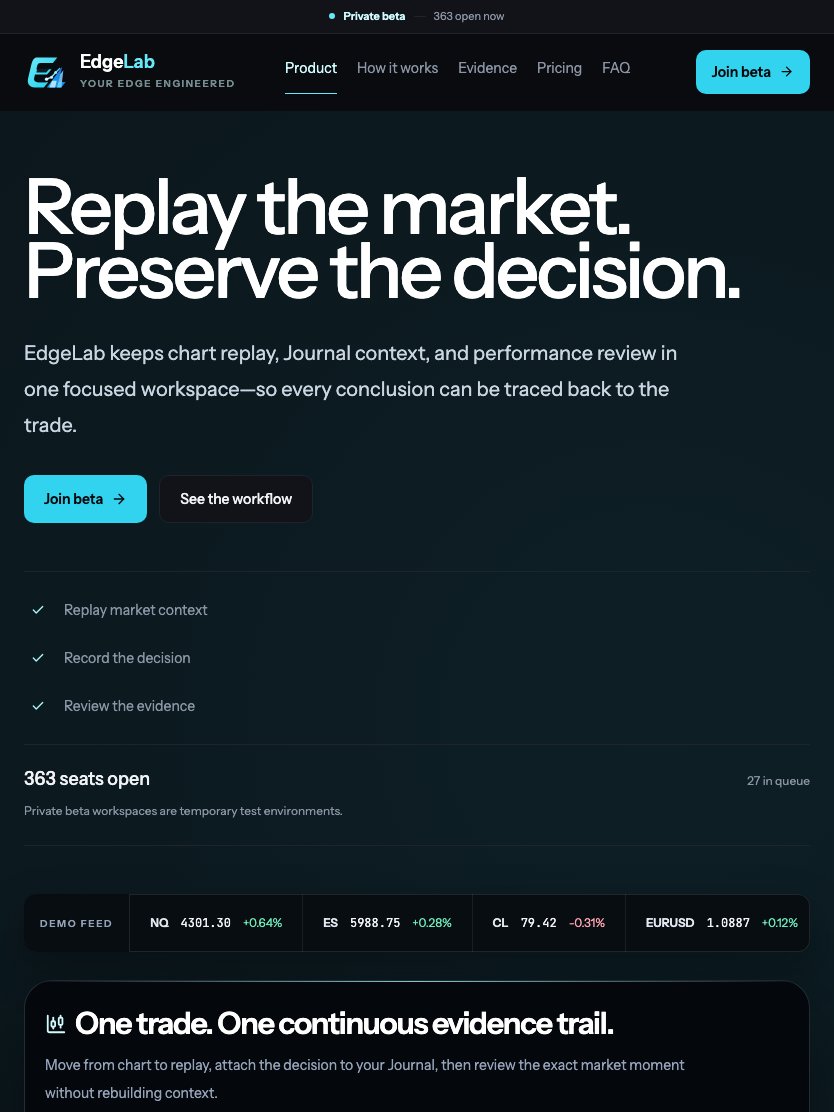 Private beta — 363 open now
EdgeLab
YOUR EDGE ENGINEERED
Product How it works Evidence Pricing FAQ
Join beta →
Replay the market.
Preserve the decision.
EdgeLab keeps chart replay, Journal context, and performance review in
one focused workspace—so every conclusion can be traced back to the
trade.
Join beta → See the workflow
Replay market context
Record the decision
Review the evidence
363 seats open 27 in queue
Private beta workspaces are temporary test environments.
DEMO FEED NQ 4301.30 +0.64% ES 5988.75 +0.28% CL 79.42 -0.31% EURUSD 1.0887 +0.12%
One trade. One continuous evidence trail.
Move from chart to replay, attach the decision to your Journal, then review the exact market moment
without rebuilding context.